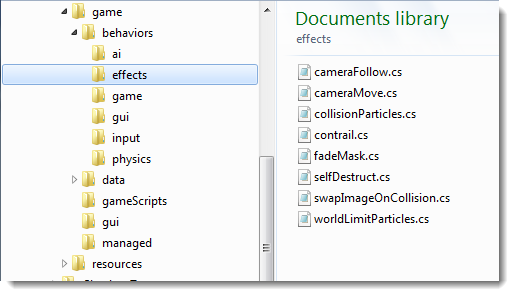 game
behaviors
ai
effects
game
gui
input
physics
data
gameScripts
gui
managed
resources
Documents library
effects
cameraFollow.cs
cameraMove.cs
collisionParticles.cs
contrail.cs
fadeMask.cs
selfDestruct.cs
swapImageOnCollision.cs
worldLimitParticles.cs